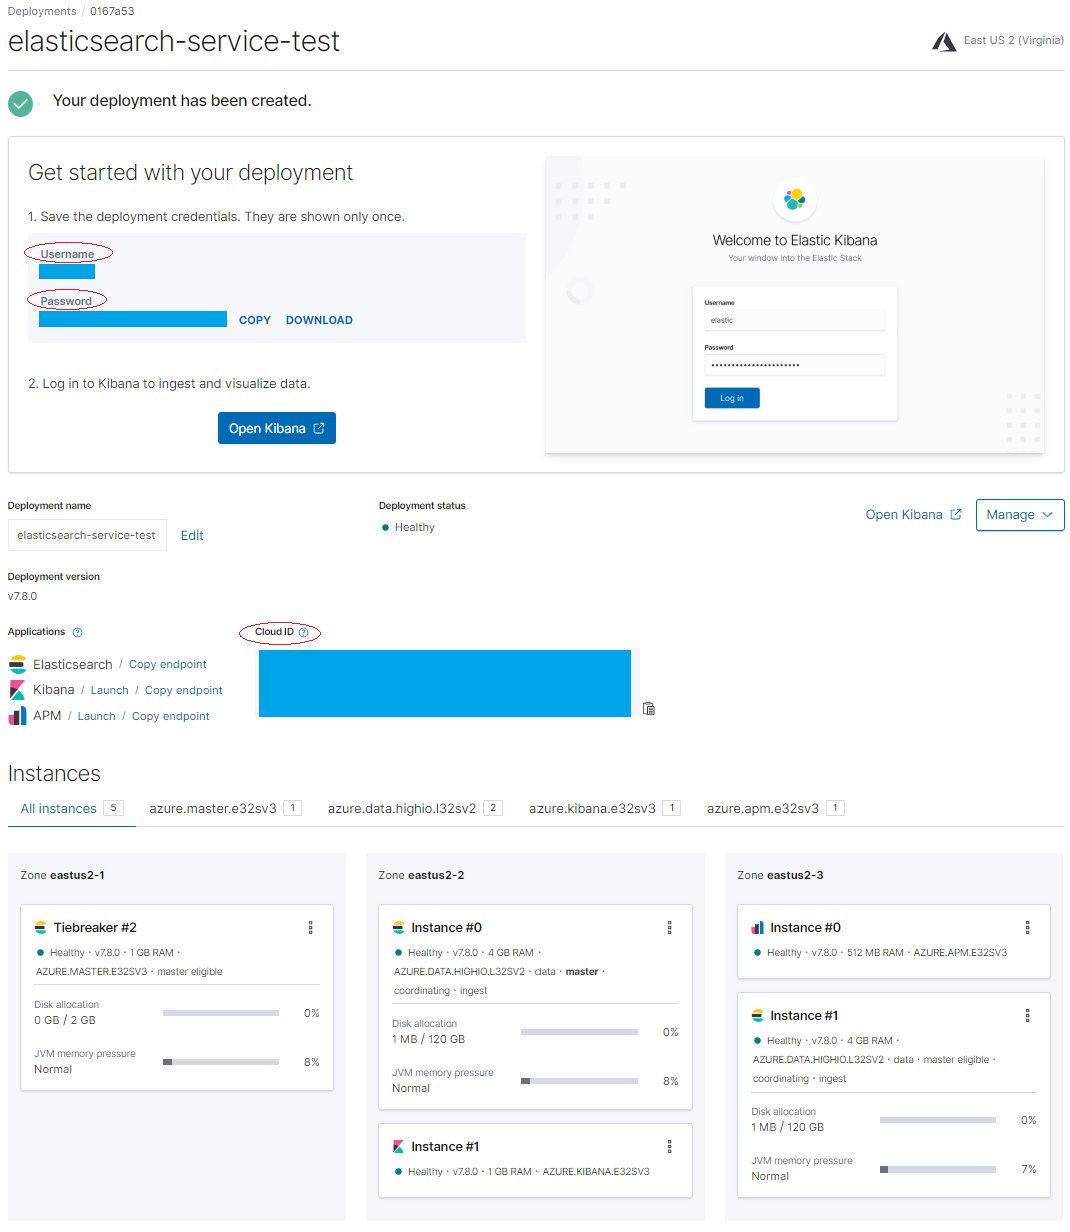 Deployments / 0167a53
elasticsearch-service-test
East US 2 (Virginia)
Your deployment has been created.
Get started with your deployment
1. Save the deployment credentials. They are shown only once.
Username
Password
COPY DOWNLOAD
2. Log in to Kibana to ingest and visualize data.
Open Kibana
Welcome to Elastic Kibana
Your window into the Elastic Stack
Username
elastic
Password
••••••••••••••••••••••
Log in
Deployment name
elasticsearch-service-test Edit
Deployment status
Healthy
Open Kibana
Manage
Deployment version
v7.8.0
Applications
Elasticsearch / Copy endpoint
Kibana / Launch / Copy endpoint
APM / Launch / Copy endpoint
Cloud ID
Instances
All instances 5 azure.master.e32sv3 1 azure.data.highio.l32sv2 2 azure.kibana.e32sv3 1 azure.apm.e32sv3 1
Zone eastus2-1
Tiebreaker #2
Healthy · v7.8.0 · 1 GB RAM ·
AZURE.MASTER.E32SV3 · master eligible
Disk allocation
0 GB / 2 GB 0%
JVM memory pressure
Normal 8%
Zone eastus2-2
Instance #0
Healthy · v7.8.0 · 4 GB RAM ·
AZURE.DATA.HIGHIO.L32SV2 · data · master ·
coordinating · ingest
Disk allocation
1 MB / 120 GB 0%
JVM memory pressure
Normal 8%
Instance #1
Healthy · v7.8.0 · 1 GB RAM · AZURE.KIBANA.E32SV3
Zone eastus2-3
Instance #0
Healthy · v7.8.0 · 512 MB RAM · AZURE.APM.E32SV3
Instance #1
Healthy · v7.8.0 · 4 GB RAM ·
AZURE.DATA.HIGHIO.L32SV2 · data · master eligible ·
coordinating · ingest
Disk allocation
1 MB / 120 GB 0%
JVM memory pressure
Normal 7%